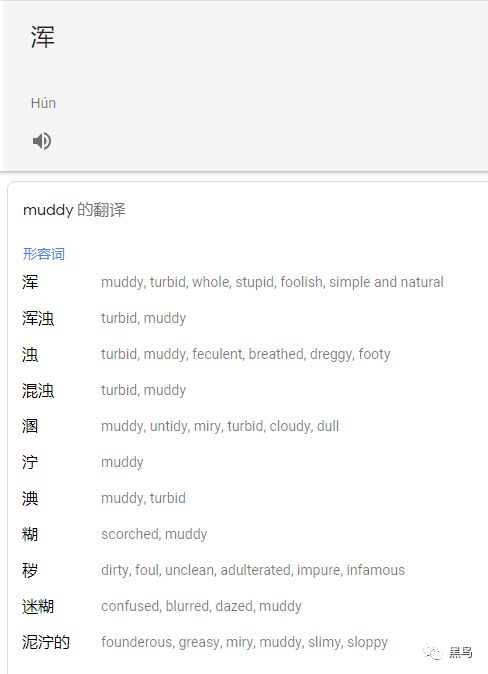 浑
Hún
muddy 的翻译
形容词
浑 muddy, turbid, whole, stupid, foolish, simple and natural
浑浊 turbid, muddy
浊 turbid, muddy, feculent, breathed, dreggy, footy
混浊 turbid, muddy
溷 muddy, untidy, miry, turbid, cloudy, dull
泞 muddy
淟 muddy, turbid
糊 scorched, muddy
秽 dirty, foul, unclean, adulterated, impure, infamous
迷糊 confused, blurred, dazed, muddy
泥泞的 founderous, greasy, miry, muddy, slimy, sloppy
黑鸟